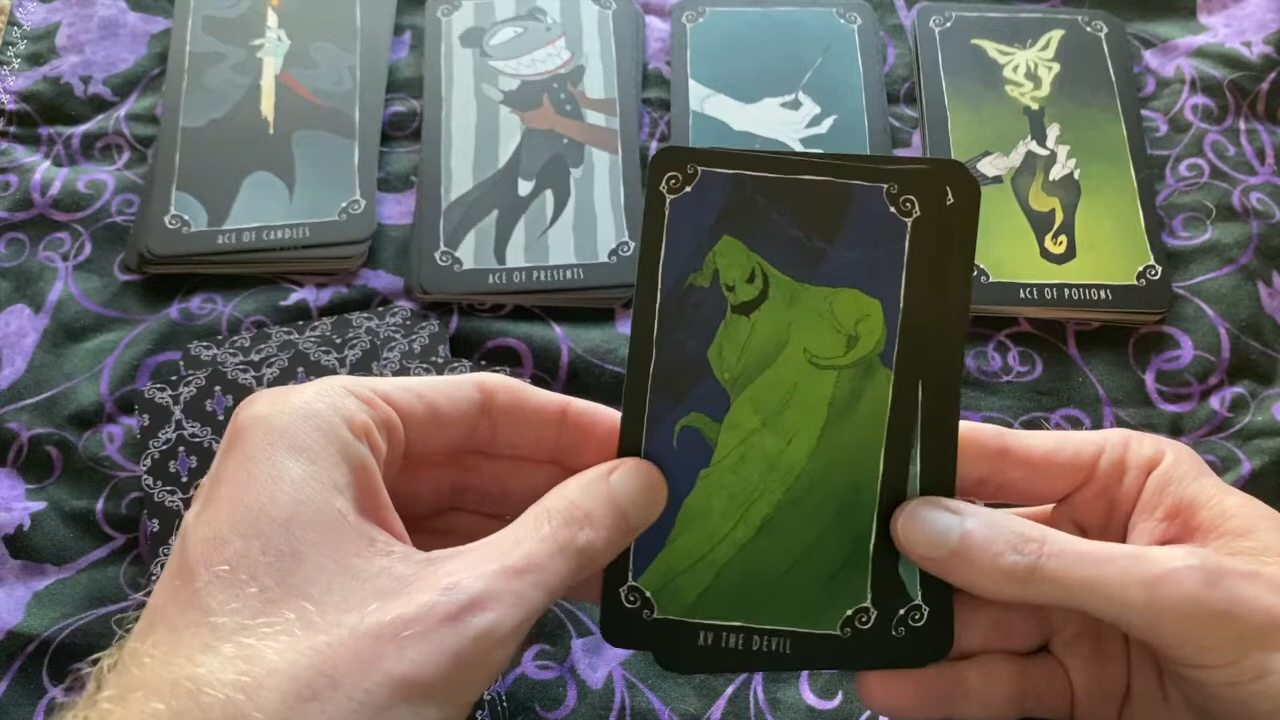 ACE OF CANDLES
ACE OF PRESENTS
ACE OF POTIONS
XV THE DEVIL